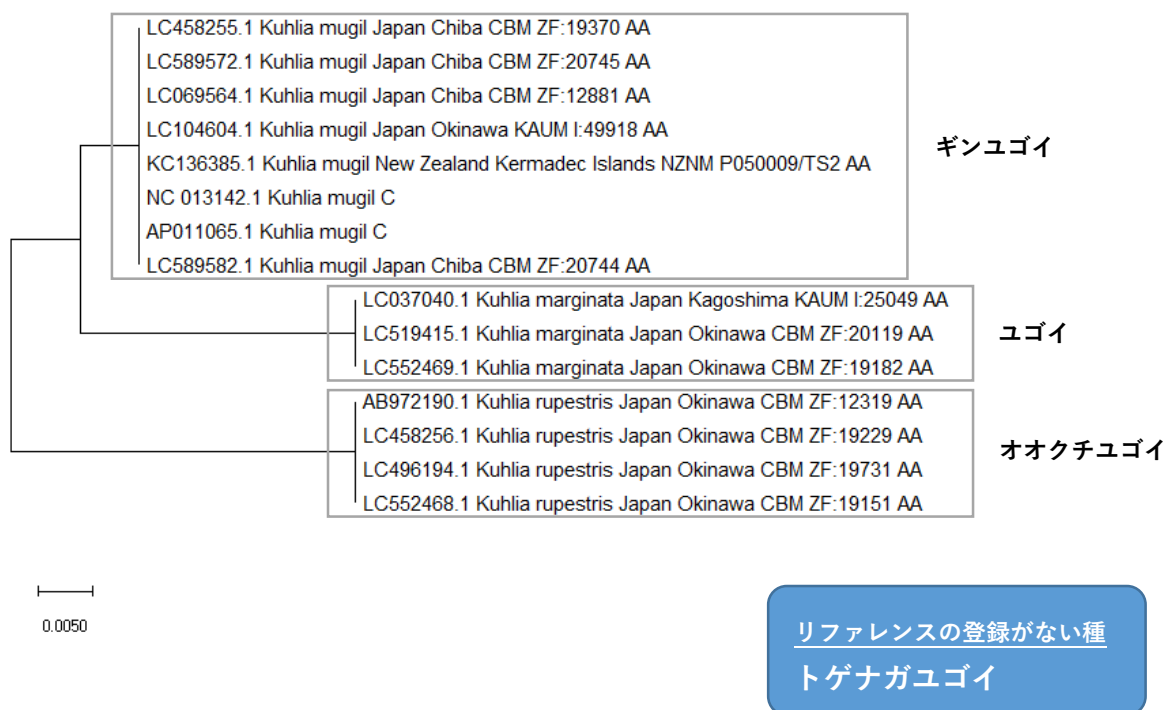 LC458255.1 Kuhlia mugil Japan Chiba CBM ZF:19370 AA
LC589572.1 Kuhlia mugil Japan Chiba CBM ZF:20745 AA
LC069564.1 Kuhlia mugil Japan Chiba CBM ZF:12881 AA
LC104604.1 Kuhlia mugil Japan Okinawa KAUM I:49918 AA
KC136385.1 Kuhlia mugil New Zealand Kermadec Islands NZNM P050009/TS2 AA
NC 013142.1 Kuhlia mugil C
AP011065.1 Kuhlia mugil C
LC589582.1 Kuhlia mugil Japan Chiba CBM ZF:20744 AA
ギンユゴイ
LC037040.1 Kuhlia marginata Japan Kagoshima KAUM I:25049 AA
LC519415.1 Kuhlia marginata Japan Okinawa CBM ZF:20119 AA
LC552469.1 Kuhlia marginata Japan Okinawa CBM ZF:19182 AA
ユゴイ
AB972190.1 Kuhlia rupestris Japan Okinawa CBM ZF:12319 AA
LC458256.1 Kuhlia rupestris Japan Okinawa CBM ZF:19229 AA
LC496194.1 Kuhlia rupestris Japan Okinawa CBM ZF:19731 AA
LC552468.1 Kuhlia rupestris Japan Okinawa CBM ZF:19151 AA
オオクチユゴイ
0.0050
リファレンスの登録がない種
トゲナガユゴイ